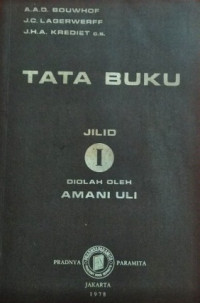 A.A.D. BOUWHOF
J.C. LAGERWERFF
J.H.A. KREDIET
TATA BUKU
JILID
I
DIOLAH OLEH
AMANI ULI
PRADNYA PARAMITA
JAKARTA
1978